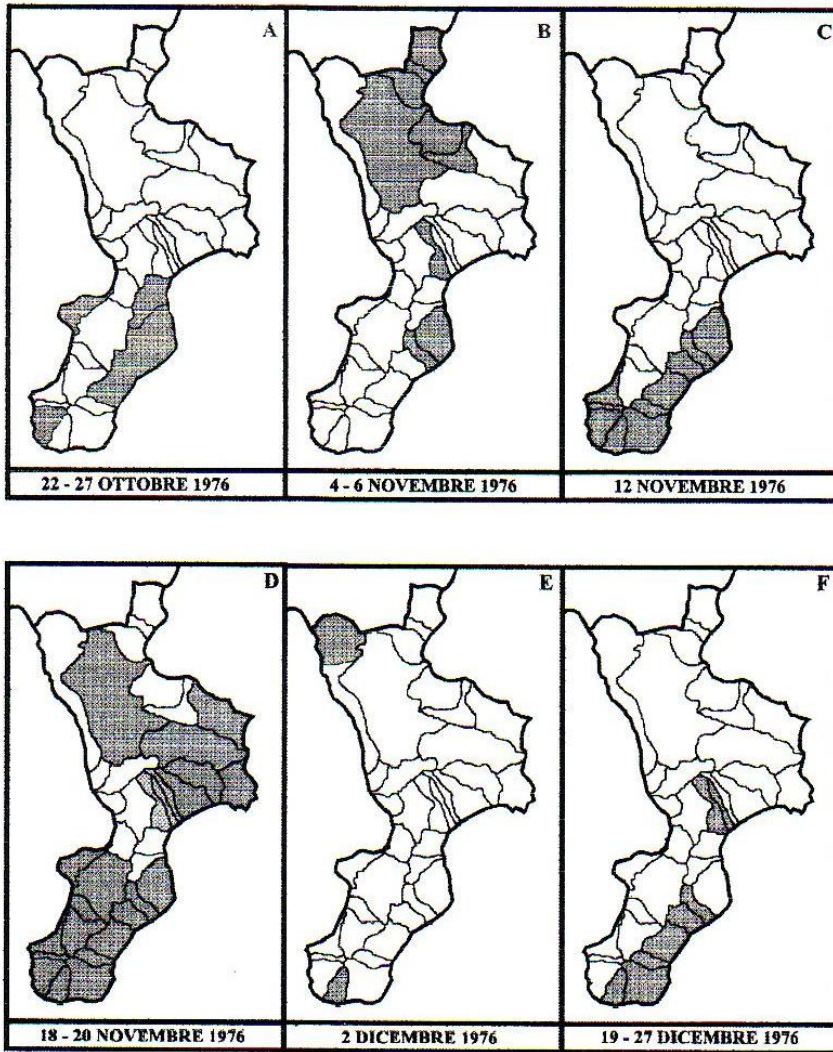 A
B
C
22 - 27 OTTOBRE 1976
4 - 6 NOVEMBRE 1976
12 NOVEMBRE 1976
D
E
F
18 - 20 NOVEMBRE 1976
2 DICEMBRE 1976
19 - 27 DICEMBRE 1976